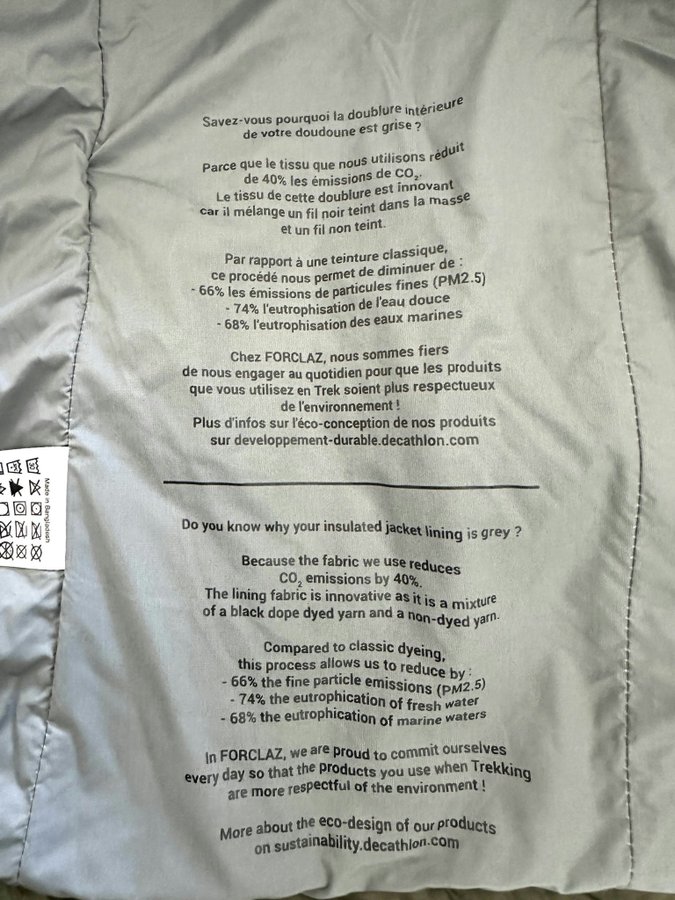 Savez-vous pourquoi la doublure intérieure
de votre doudoune est grise ?
Parce que le tissu que nous utilisons réduit
de 40% les émissions de CO₂.
Le tissu de cette doublure est innovant
car il mélange un fil noir teint dans la masse
et un fil non teint.
Par rapport à une teinture classique,
ce procédé nous permet de diminuer de :
- 66% les émissions de particules fines (PM2.5)
- 74% l'eutrophisation de l'eau douce
- 68% l'eutrophisation des eaux marines
Chez FORCLAZ, nous sommes fiers
de nous engager au quotidien pour que les produits
que vous utilisez en Trek soient plus respectueux
de l'environnement !
Plus d'infos sur l'éco-conception de nos produits
sur developpement-durable.decathlon.com
Made in Bangladesh
Do you know why your insulated jacket lining is grey ?
Because the fabric we use reduces
CO₂ emissions by 40%.
The lining fabric is innovative as it is a mixture
of a black dope dyed yarn and a non-dyed yarn.
Compared to classic dyeing,
this process allows us to reduce by :
- 66% the fine particle emissions (PM2.5)
- 74% the eutrophication of fresh water
- 68% the eutrophication of marine waters
In FORCLAZ, we are proud to commit ourselves
every day so that the products you use when Trekking
are more respectful of the environment !
More about the eco-design of our products
on sustainability.decathlon.com